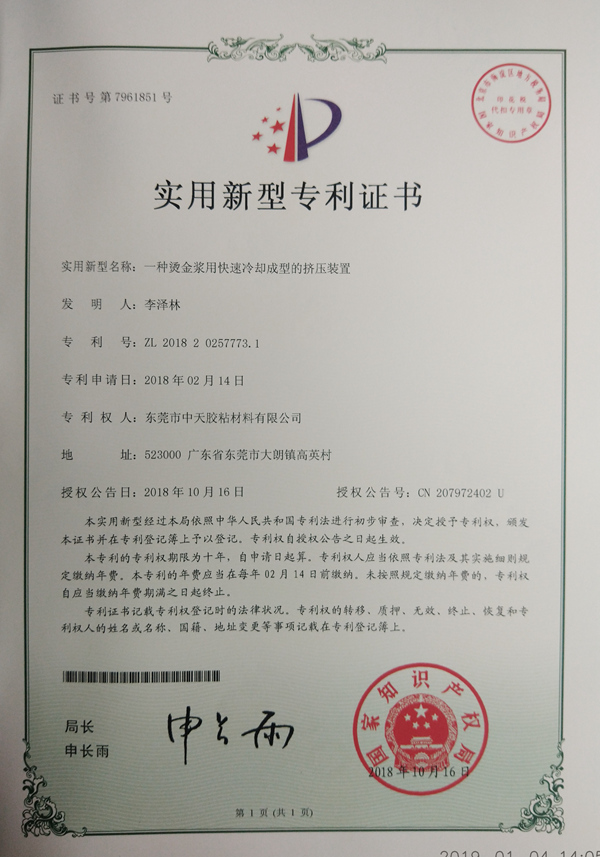 证书号第7961851号
实用新型专利证书
实用新型名称：一种烫金浆用快速冷却成型的挤压装置
发明人：李泽林
专利号：ZL 2018 2 0257773.1
专利申请日：2018年02月14日
专利权人：东莞市中天胶粘材料有限公司
地址：523000 广东省东莞市大朗镇高英村
授权公告日：2018年10月16日 授权公告号：CN 207972402 U
本实用新型经过本局依照中华人民共和国专利法进行初步审查，决定授予专利权，颁发
本证书并在专利登记簿上予以登记。专利权自授权公告之日起生效。
本专利的专利权期限为十年，自申请日起算。专利权人应当依照专利法及其实施细则规
定缴纳年费。本专利的年费应当在每年02月14日前缴纳。未按照规定缴纳年费的，专利权
自应当缴纳年费期满之日起终止。
专利证书记载专利权登记时的法律状况。专利权的转移、质押、无效、终止、恢复和专
利权人的姓名或名称、国籍、地址变更等事项记载在专利登记簿上。
局长
申长雨
申长雨
国家知识产权局
2018年10月16日
第1页(共1页)
2019 01 04 14:05